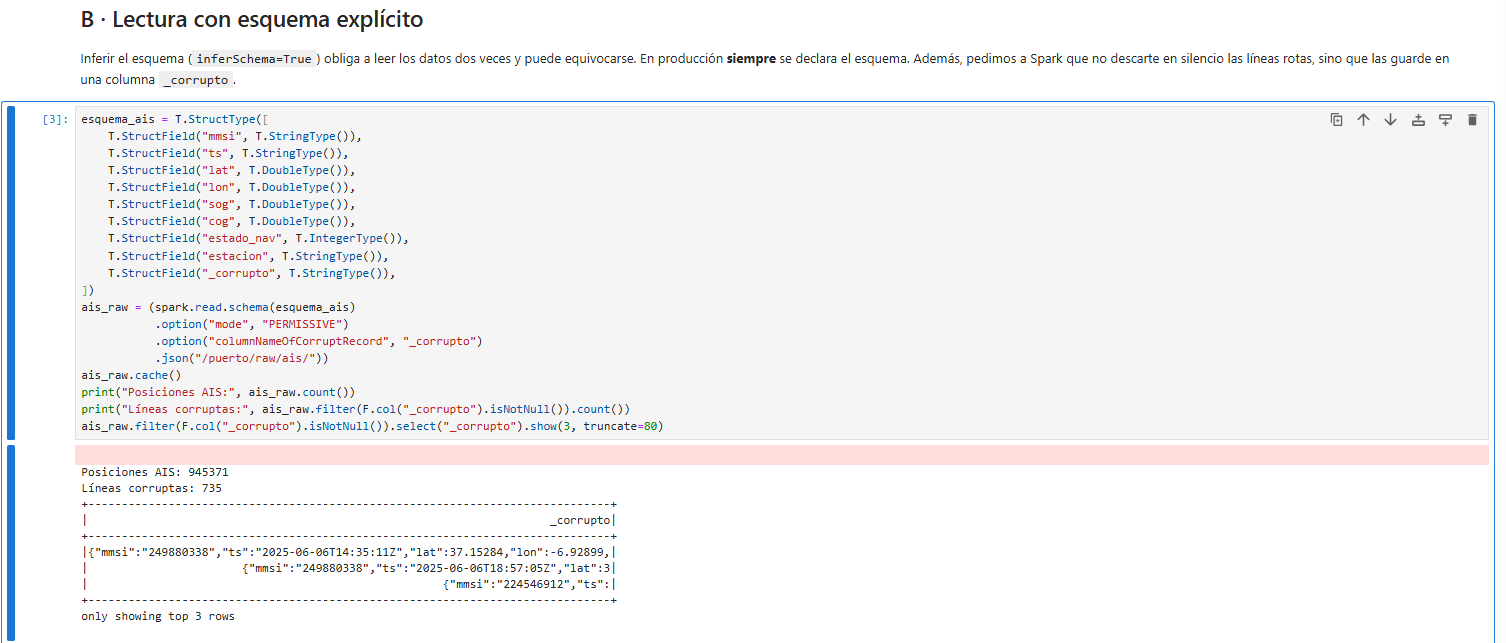 B · Lectura con esquema explícito
Inferir el esquema ( inferSchema=True ) obliga a leer los datos dos veces y puede equivocarse. En producción siempre se declara el esquema. Además, pedimos a Spark que no descarte en silencio las líneas rotas, sino que las guarde en
una columna _corrupto .
[3]: esquema_ais = T.StructType([
    T.StructField("mmsi", T.StringType()),
    T.StructField("ts", T.StringType()),
    T.StructField("lat", T.DoubleType()),
    T.StructField("lon", T.DoubleType()),
    T.StructField("sog", T.DoubleType()),
    T.StructField("cog", T.DoubleType()),
    T.StructField("estado_nav", T.IntegerType()),
    T.StructField("estacion", T.StringType()),
    T.StructField("_corrupto", T.StringType()),
])
ais_raw = (spark.read.schema(esquema_ais)
           .option("mode", "PERMISSIVE")
           .option("columnNameOfCorruptRecord", "_corrupto")
           .json("/puerto/raw/ais/"))
ais_raw.cache()
print("Posiciones AIS:", ais_raw.count())
print("Líneas corruptas:", ais_raw.filter(F.col("_corrupto").isNotNull()).count())
ais_raw.filter(F.col("_corrupto").isNotNull()).select("_corrupto").show(3, truncate=80)
Posiciones AIS: 945371
Líneas corruptas: 735
+------------------------------------------------------------------------------+
|                                                                     _corrupto|
+------------------------------------------------------------------------------+
|{"mmsi":"249880338","ts":"2025-06-06T14:35:11Z","lat":37.15284,"lon":-6.92899,|
|                       {"mmsi":"249880338","ts":"2025-06-06T18:57:05Z","lat":3|
|                                                     {"mmsi":"224546912","ts":|
+------------------------------------------------------------------------------+
only showing top 3 rows